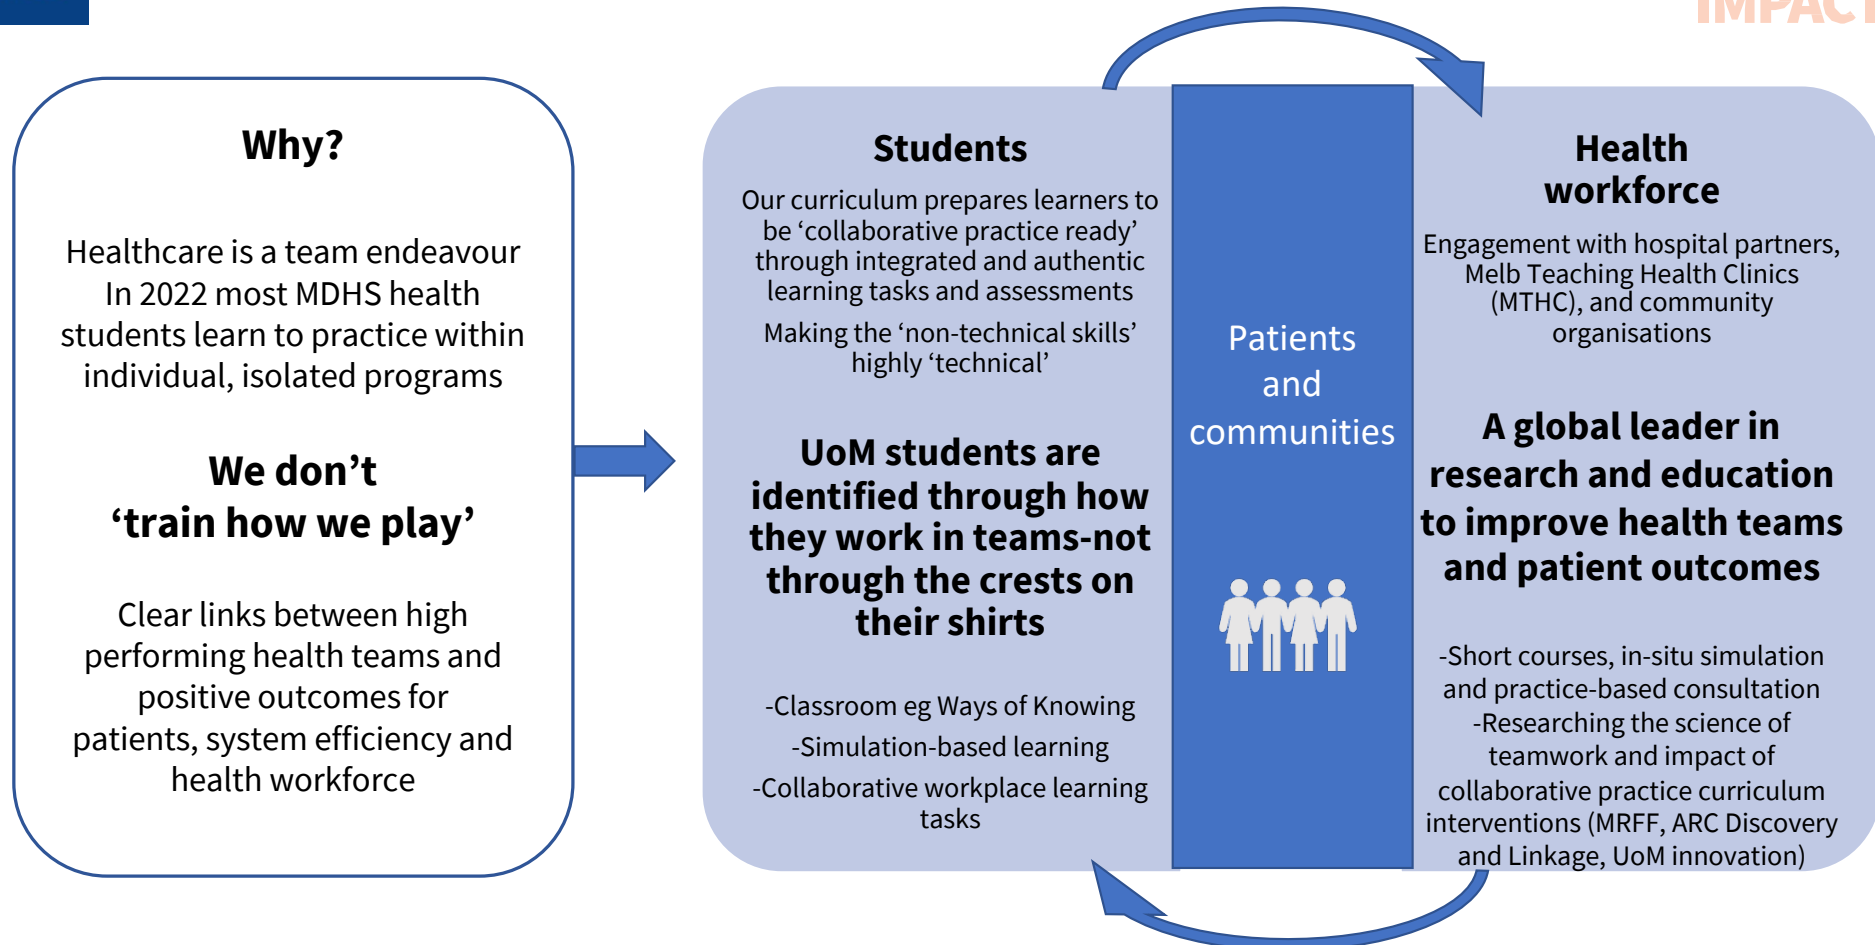 IMPACT
Why?
Healthcare is a team endeavour
In 2022 most MDHS health
students learn to practice within
individual, isolated programs
We don’t
‘train how we play’
Clear links between high
performing health teams and
positive outcomes for
patients, system efficiency and
health workforce
Students
Our curriculum prepares learners to
be ‘collaborative practice ready’
through integrated and authentic
learning tasks and assessments
Making the ‘non-technical skills’
highly ‘technical’
UoM students are
identified through how
they work in teams-not
through the crests on
their shirts
-Classroom eg Ways of Knowing
-Simulation-based learning
-Collaborative workplace learning
tasks
Patients
and
communities
Health
workforce
Engagement with hospital partners,
Melb Teaching Health Clinics
(MTHC), and community
organisations
A global leader in
research and education
to improve health teams
and patient outcomes
-Short courses, in-situ simulation
and practice-based consultation
-Researching the science of
teamwork and impact of
collaborative practice curriculum
interventions (MRFF, ARC Discovery
and Linkage, UoM innovation)